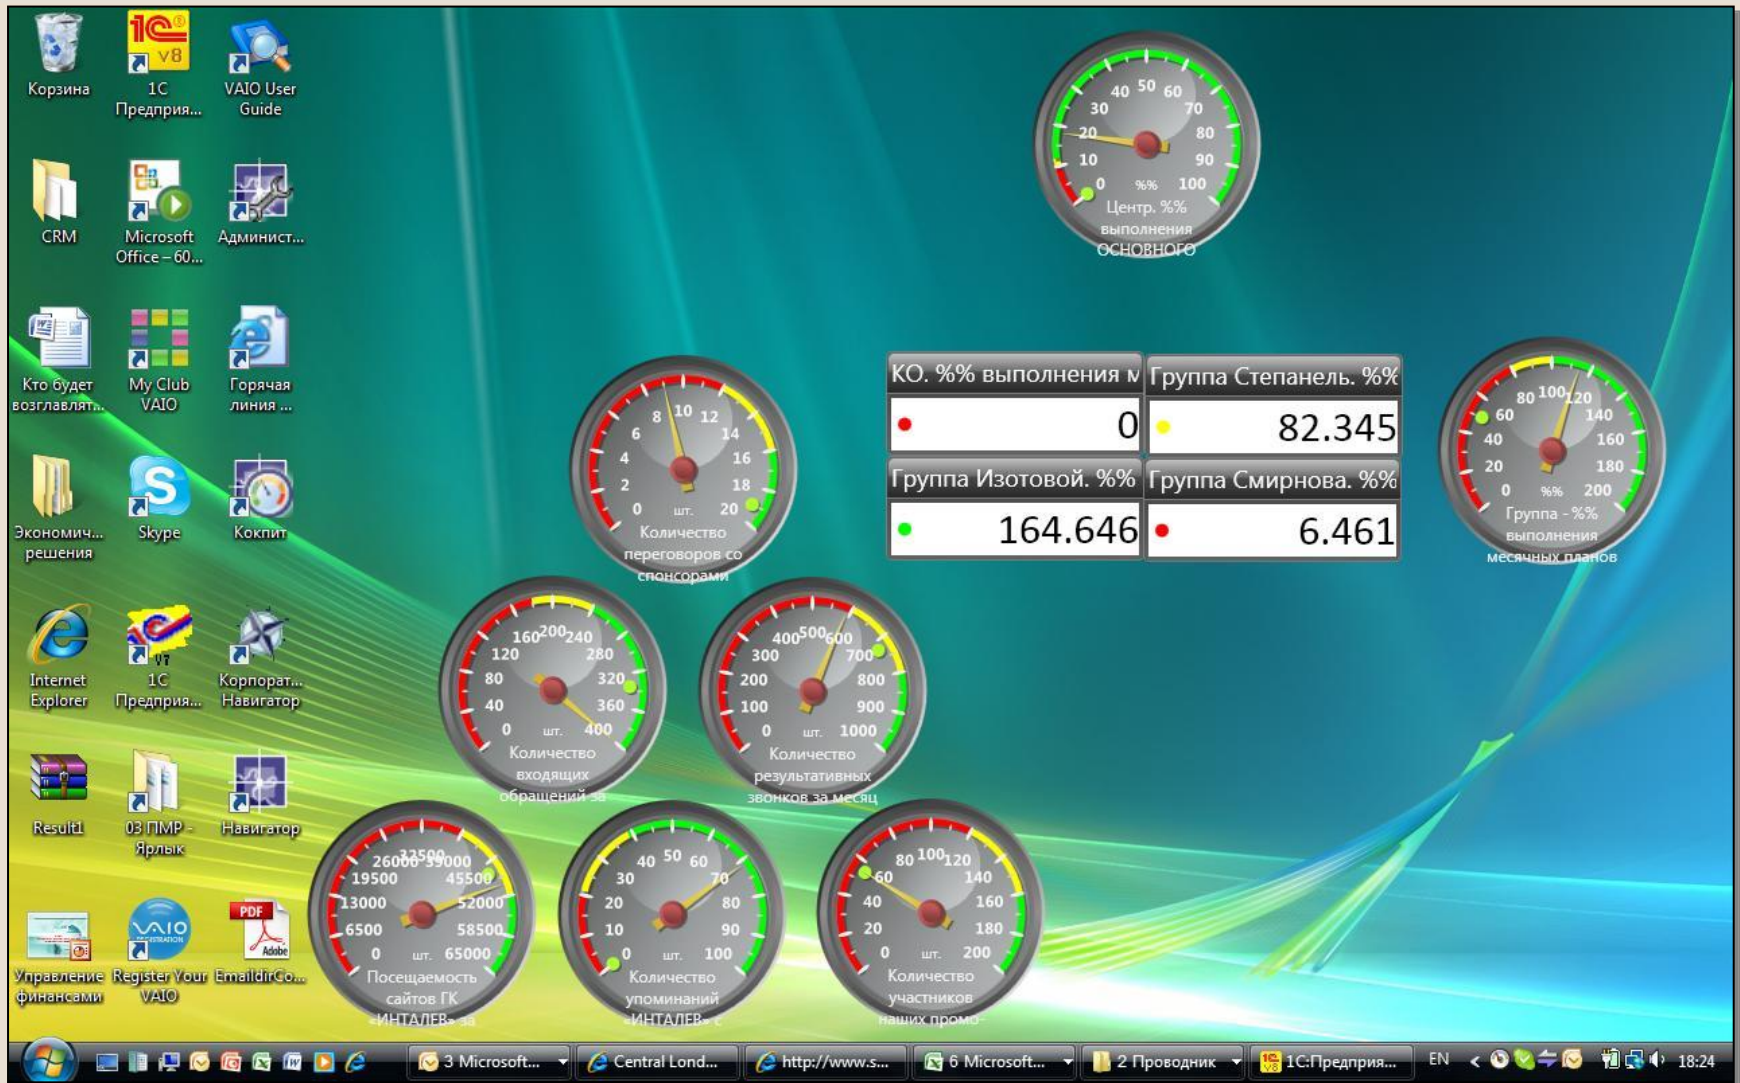 Корзина
1С
Предприя...
VAIO User
Guide
CRM
Microsoft
Office – 60...
Админист...
Кто будет
возглавлят...
My Club
VAIO
Горячая
линия ...
Экономич...
решения
Skype
Кокпит
Internet
Explorer
1С
Предприя...
Корпорат...
Навигатор
Result1
03 ПМР -
Ярлык
Навигатор
Управление
финансами
Register Your
VAIO
EmaildirCo...
0 10 20 30 40 50 60 70 80 90 100
%%
Центр. %%
выполнения
ОСНОВНОГО
0 2 4 6 8 10 12 14 16 18 20
шт.
Количество
переговоров со
спонсорами
КО. %% выполнения м
0
Группа Степанель. %%
82.345
Группа Изотовой. %%
164.646
Группа Смирнова. %%
6.461
0 20 40 60 80 100 120 140 160 180 200
%%
Группа - %%
выполнения
месячных планов
0 40 80 120 160 200 240 280 320 360 400
шт.
Количество
входящих
обращений за
0 100 200 300 400 500 600 700 800 900 1000
шт.
Количество
результативных
звонков за месяц
0 6500 13000 19500 26000 32500 39000 45500 52000 58500 65000
шт.
Посещаемость
сайтов ГК
«ИНТАЛЕВ» за
0 10 20 30 40 50 60 70 80 90 100
шт.
Количество
упоминаний
«ИНТАЛЕВ» с
0 20 40 60 80 100 120 140 160 180 200
шт.
Количество
участников
наших промо-
3 Microsoft...
Central Lond...
http://www.s...
6 Microsoft...
2 Проводник
1С:Предприя...
EN
18:24